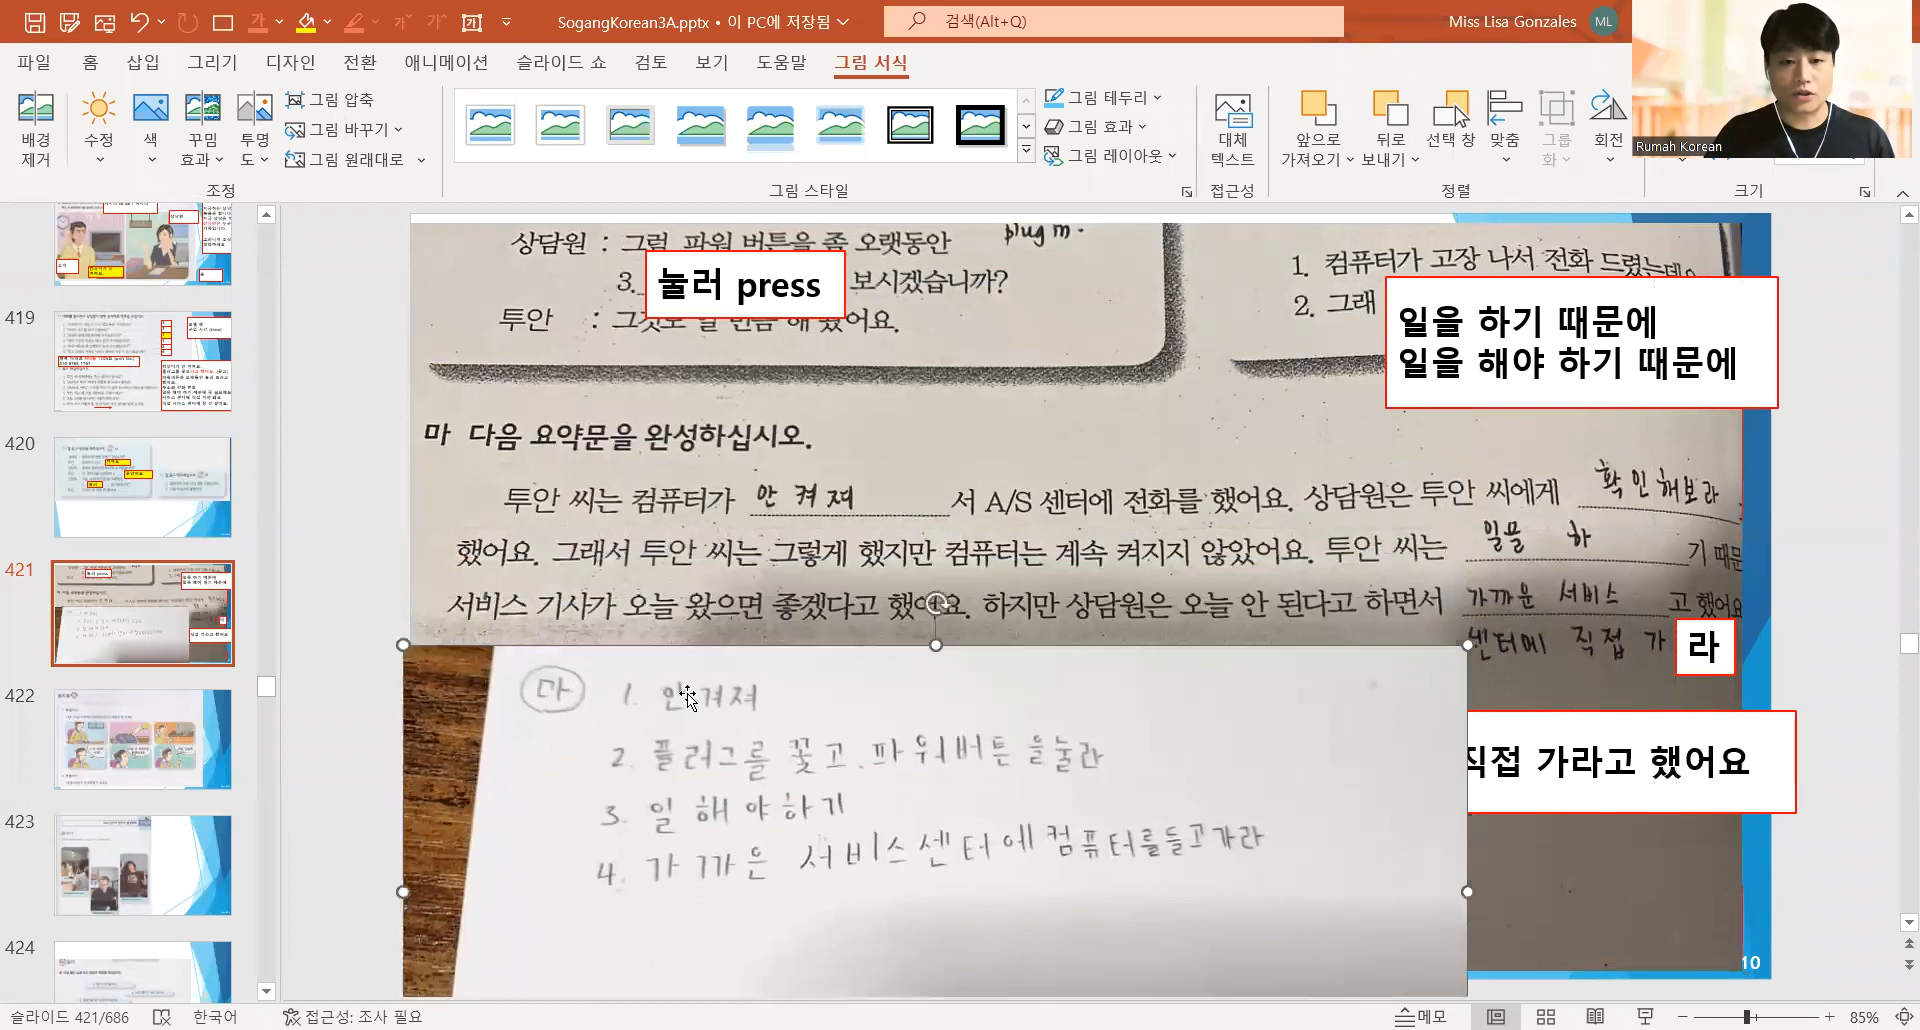 SogangKorean3A.pptx • 이 PC에 저장됨
검색(Alt+Q)
Miss Lisa Gonzales
ML
파일 홈 삽입 그리기 디자인 전환 애니메이션 슬라이드 쇼 검토 보기 도움말 그림 서식
배경 제거
수정
색
꾸밈 효과
투명도
그림 압축
그림 바꾸기
그림 원래대로
조정
그림 스타일
그림 테두리
그림 효과
그림 레이아웃
대체 텍스트
접근성
앞으로 가져오기
뒤로 보내기
선택 창
맞춤
그룹화
회전
정렬
크기
Rumah Korean
419
420
421
422
423
424
상담원 : 그럼 파워 버튼을 좀 오랫동안
plug in.
3. 눌러 press 보시겠습니까?
투안 : 그것도 몇 번씀 해 봤어요.
1. 컴퓨터가 고장 나서 전화 드렸는데요
2. 그래
일을 하기 때문에
일을 해야 하기 때문에
마 다음 요약문을 완성하십시오.
투안 씨는 컴퓨터가 안 켜져 서 A/S 센터에 전화를 했어요. 상담원은 투안 씨에게 확인해보라
했어요. 그래서 투안 씨는 그렇게 했지만 컴퓨터는 계속 켜지지 않았어요. 투안 씨는 일을 하 기 때문
서비스 기사가 오늘 왔으면 좋겠다고 했어요. 하지만 상담원은 오늘 안 된다고 하면서 가까운 서비스 고 했어요
센터에 직접 가 라
직접 가라고 했어요
마 1. 안겨져
2. 플러그를 꽂고. 파워버튼을눌라
3. 일 해야하기
4. 가까은 서비스센터에컴퓨터를들고가라
10
슬라이드 421/686
한국어
접근성: 조사 필요
메모
85%